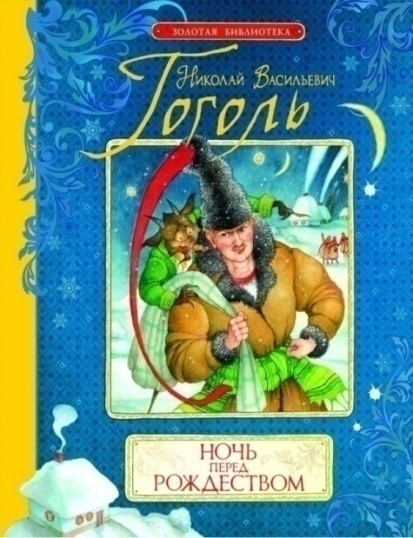 ЗОЛОТАЯ БИБЛИОТЕКА
Николай Васильевич
Гоголь
НОЧЬ
ПЕРЕД
РОЖДЕСТВОМ